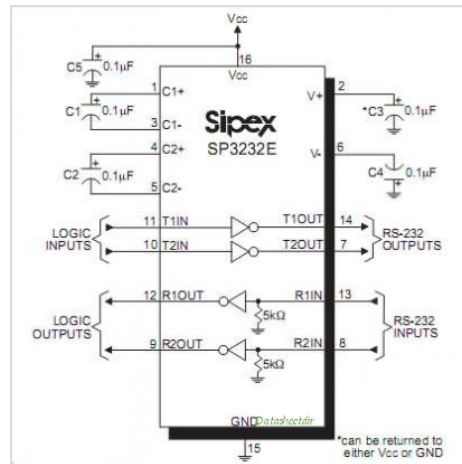 Vcc
C5
0.1µF
16
Vcc
1
C1+
C1
0.1µF
3
C1-
4
C2+
C2
0.1µF
5
C2-
Sipex
SP3232E
2
V+
*C3
0.1µF
6
V-
C4
0.1µF
LOGIC
INPUTS
11
T1IN
T1OUT
14
10
T2IN
T2OUT
7
RS-232
OUTPUTS
LOGIC
OUTPUTS
12
R1OUT
R1IN
13
5kΩ
9
R2OUT
R2IN
8
5kΩ
RS-232
INPUTS
GND
Datasheetdir
15
*can be returned to
either Vcc or GND